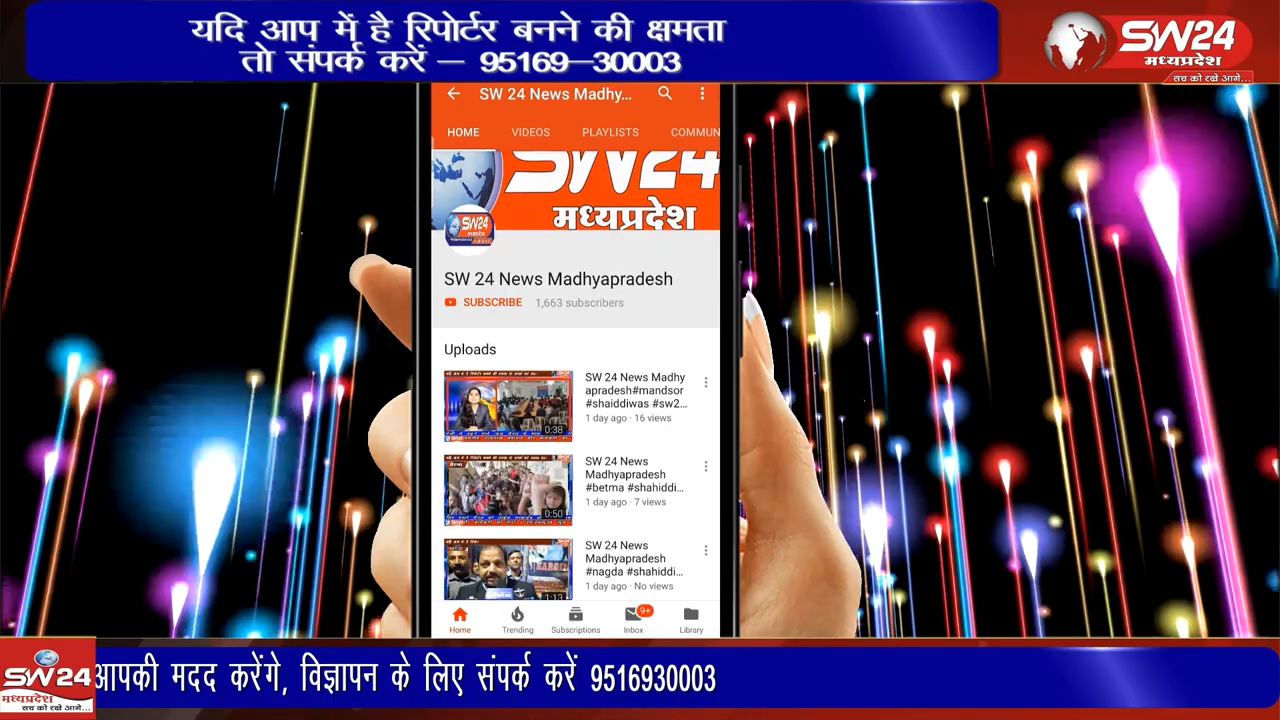 यदि आप में है रिपोर्टर बनने की क्षमता
तो संपर्क करें – 95169–30003
SW24
मध्यप्रदेश
सच को रखे आगे...
SW 24 News Madhy...
HOME VIDEOS PLAYLISTS COMMUN
SW24
मध्यप्रदेश
SW24
SW 24 News Madhyapradesh
SUBSCRIBE 1,663 subscribers
Uploads
SW 24 News Madhy
apradesh#mandsor
#shaiddiwas #sw2...
1 day ago · 16 views
0:38
SW 24 News
Madhyapradesh
#betma #shahiddi...
1 day ago · 7 views
0:50
SW 24 News
Madhyapradesh
#nagda #shahiddi...
1 day ago · No views
1:13
9+
Home Trending Subscriptions Inbox Library
SW24
मध्यप्रदेश
सच को रखे आगे...
आपकी मदद करेंगे, विज्ञापन के लिए संपर्क करें 9516930003